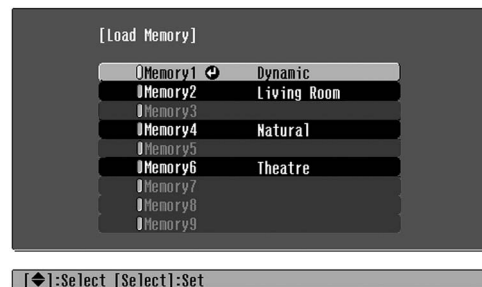 [Load Memory]
Memory1 Dynamic
Memory2 Living Room
Memory3
Memory4 Natural
Memory5
Memory6 Theatre
Memory7
Memory8
Memory9
[◆]:Select [Select]:Set